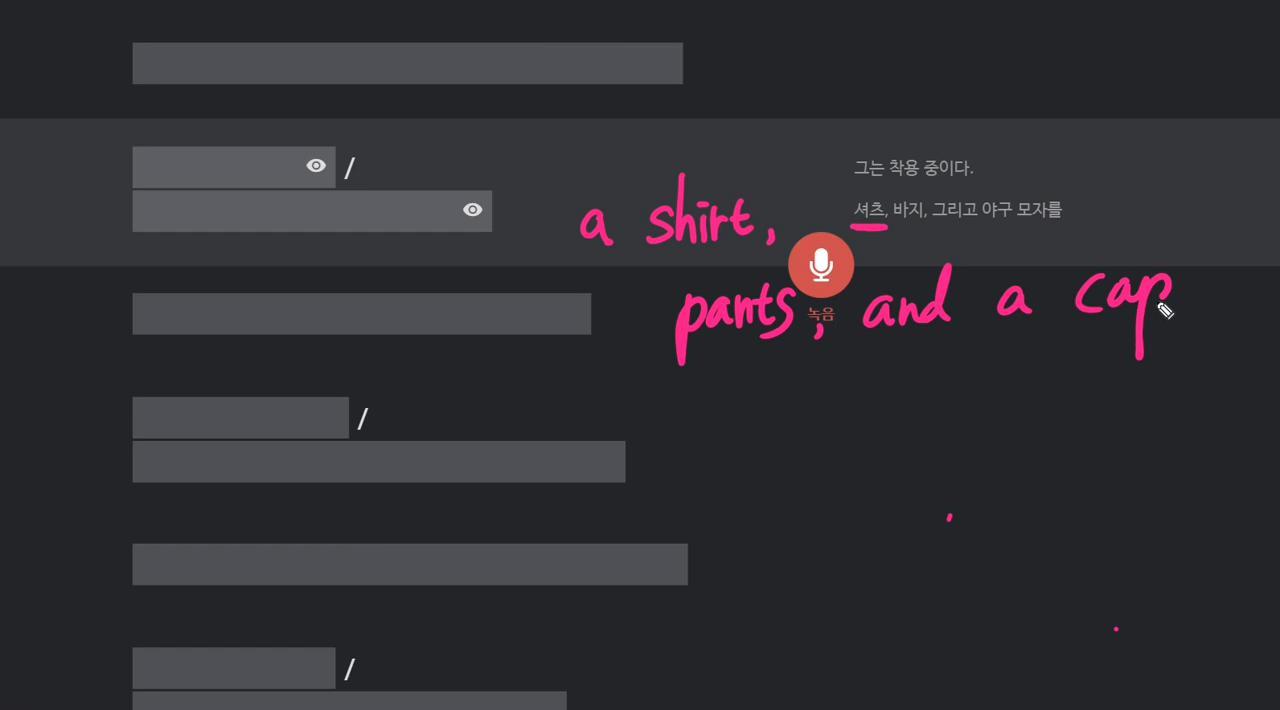 /
그는 착용 중이다.
셔츠, 바지, 그리고 야구 모자를
a shirt,
pants, and a cap
녹음
/
/